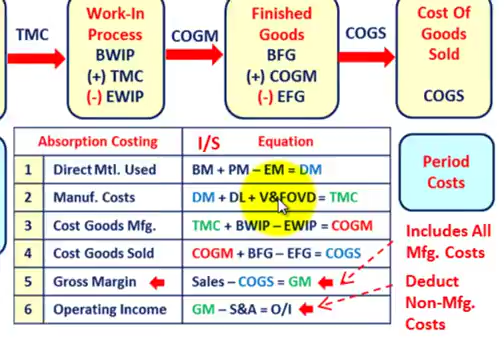 TMC
Work-In
Process
BWIP
(+) TMC
(-) EWIP
COGM
Finished
Goods
BFG
(+) COGM
(-) EFG
COGS
Cost Of
Goods
Sold
COGS
Absorption Costing I/S Equation
1 Direct Mtl. Used BM + PM – EM = DM
2 Manuf. Costs DM + DL + V&FOVD = TMC
3 Cost Goods Mfg. TMC + BWIP – EWIP = COGM
4 Cost Goods Sold COGM + BFG – EFG = COGS
5 Gross Margin Sales – COGS = GM
6 Operating Income GM – S&A = O/I
Period
Costs
Includes All
Mfg. Costs
Deduct
Non-Mfg.
Costs